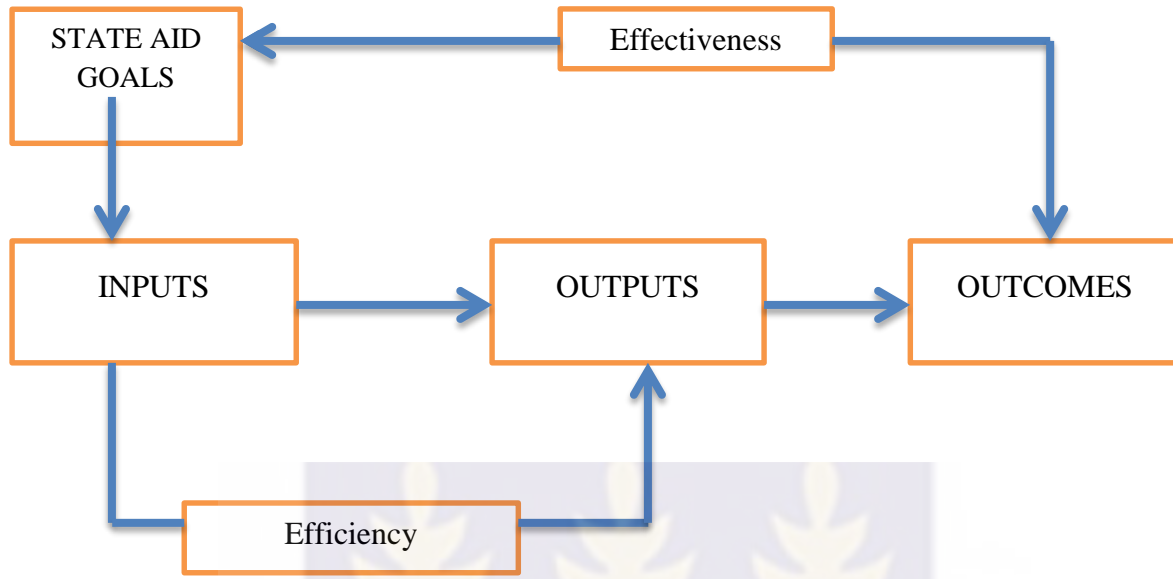 STATE AID
GOALS
Effectiveness
INPUTS
OUTPUTS
OUTCOMES
Efficiency